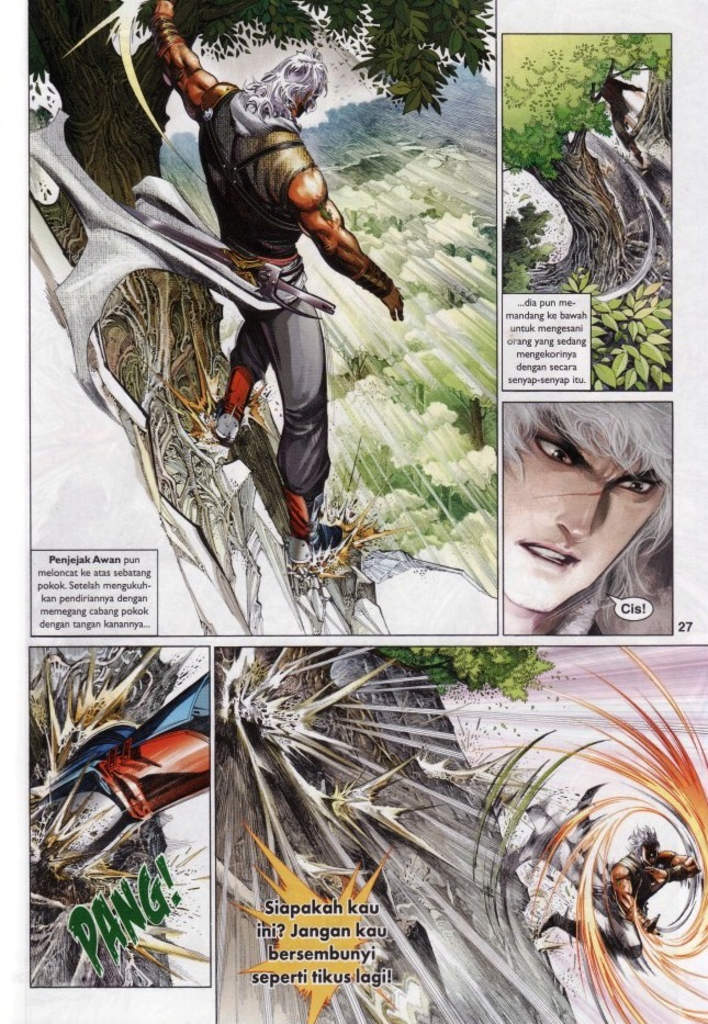 Penjejak Awan pun
meloncat ke atas sebatang
pokok. Setelah mengukuh-
kan pendiriannya dengan
memegang cabang pokok
dengan tangan kanannya...
...dia pun me-
mandang ke bawah
untuk mengesani
orang yang sedang
mengekorinya
dengan secara
senyap-senyap itu.
Cis!
27
PANG!
Siapakah kau
ini? Jangan kau
bersembunyi
seperti tikus lagi!